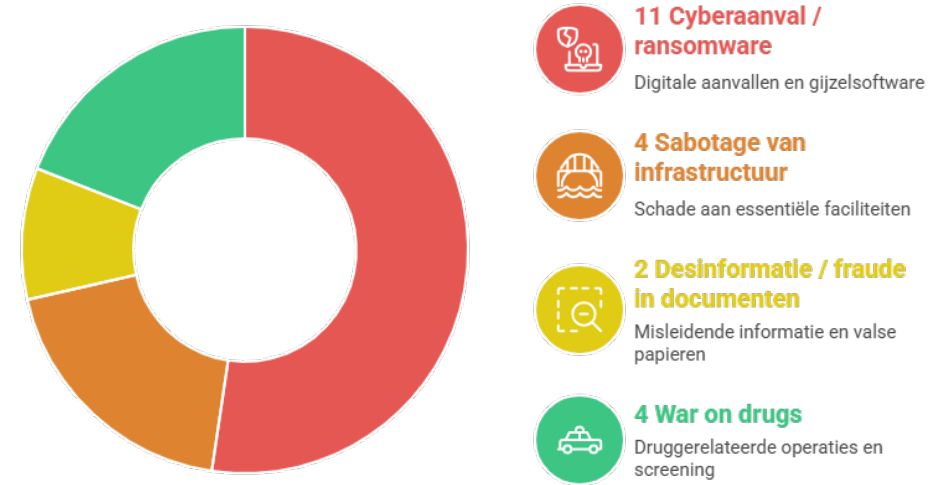 11 Cyberaanval /
ransomware
Digitale aanvallen en gijzelsoftware
4 Sabotage van
infrastructuur
Schade aan essentiële faciliteiten
2 Desinformatie / fraude
in documenten
Misleidende informatie en valse
papieren
4 War on drugs
Druggerelateerde operaties en
screening